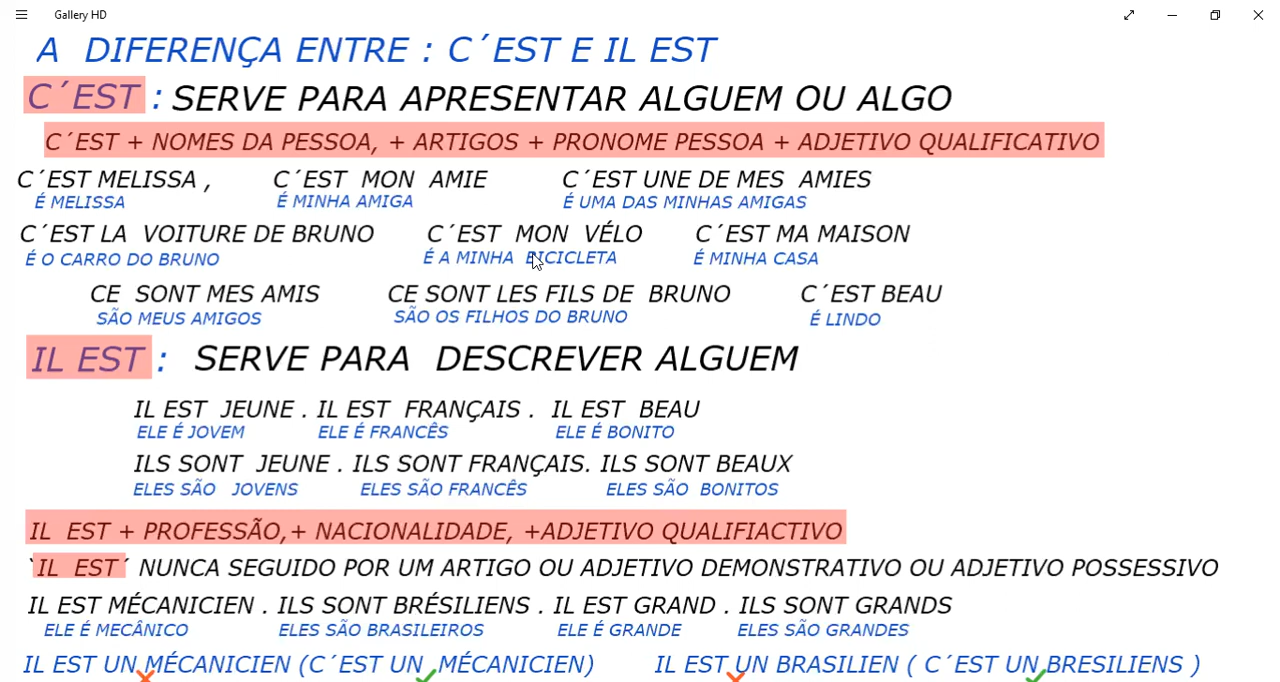 Gallery HD
A DIFERENÇA ENTRE : C´EST E IL EST
C´EST : SERVE PARA APRESENTAR ALGUEM OU ALGO
C´EST + NOMES DA PESSOA, + ARTIGOS + PRONOME PESSOA + ADJETIVO QUALIFICATIVO
C´EST MELISSA , C´EST MON AMIE C´EST UNE DE MES AMIES
É MELISSA É MINHA AMIGA É UMA DAS MINHAS AMIGAS
C´EST LA VOITURE DE BRUNO C´EST MON VÉLO C´EST MA MAISON
É O CARRO DO BRUNO É A MINHA BICICLETA É MINHA CASA
CE SONT MES AMIS CE SONT LES FILS DE BRUNO C´EST BEAU
SÃO MEUS AMIGOS SÃO OS FILHOS DO BRUNO É LINDO
IL EST : SERVE PARA DESCREVER ALGUEM
IL EST JEUNE . IL EST FRANÇAIS . IL EST BEAU
ELE É JOVEM ELE É FRANCÊS ELE É BONITO
ILS SONT JEUNE . ILS SONT FRANÇAIS. ILS SONT BEAUX
ELES SÃO JOVENS ELES SÃO FRANCÊS ELES SÃO BONITOS
IL EST + PROFESSÃO,+ NACIONALIDADE, +ADJETIVO QUALIFIACTIVO
`IL EST´ NUNCA SEGUIDO POR UM ARTIGO OU ADJETIVO DEMONSTRATIVO OU ADJETIVO POSSESSIVO
IL EST MÉCANICIEN . ILS SONT BRÉSILIENS . IL EST GRAND . ILS SONT GRANDS
ELE É MECÂNICO ELES SÃO BRASILEIROS ELE É GRANDE ELES SÃO GRANDES
IL EST UN MÉCANICIEN (C´EST UN MÉCANICIEN) IL EST UN BRASILIEN ( C´EST UN BRESILIENS )